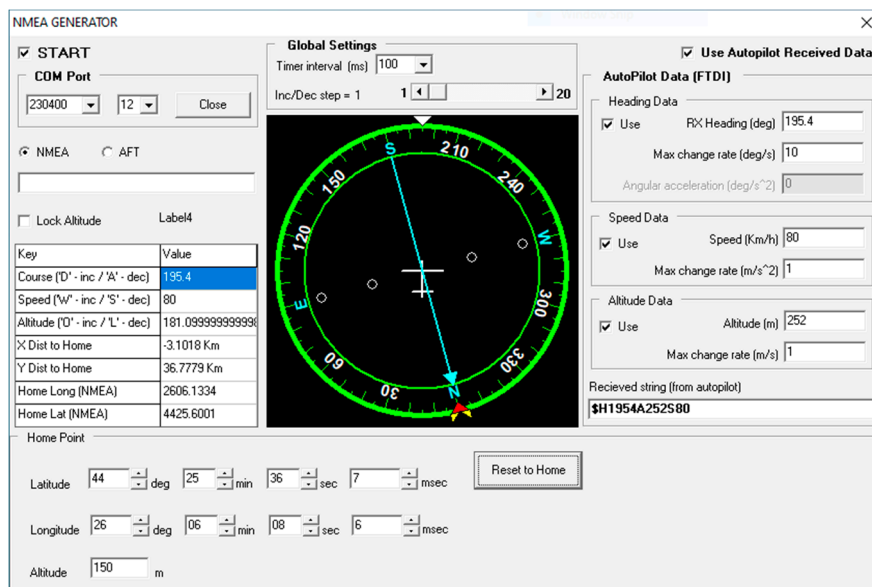 NMEA GENERATOR
START
COM Port
230400 12 Close
NMEA AFT
Lock Altitude Label4
Key Value
Course ('D' - inc / 'A' - dec) 195.4
Speed ('W' - inc / 'S' - dec) 80
Altitude ('O' - inc / 'L' - dec) 181.099999999998
X Dist to Home -3.1018 Km
Y Dist to Home 36.7779 Km
Home Long (NMEA) 2606.1334
Home Lat (NMEA) 4425.6001
Global Settings
Timer interval (ms) 100
Inc/Dec step = 1 1 20
S 210 240 W 300 330 N 30 60 E 120 150
Use Autopilot Received Data
AutoPilot Data (FTDI)
Heading Data
Use RX Heading (deg) 195.4
Max change rate (deg/s) 10
Angular acceleration (deg/s^2) 0
Speed Data
Use Speed (Km/h) 80
Max change rate (m/s^2) 1
Altitude Data
Use Altitude (m) 252
Max change rate (m/s) 1
Recieved string (from autopilot)
$H1954A252S80
Home Point
Latitude 44 deg 25 min 36 sec 7 msec
Reset to Home
Longitude 26 deg 06 min 08 sec 6 msec
Altitude 150 m